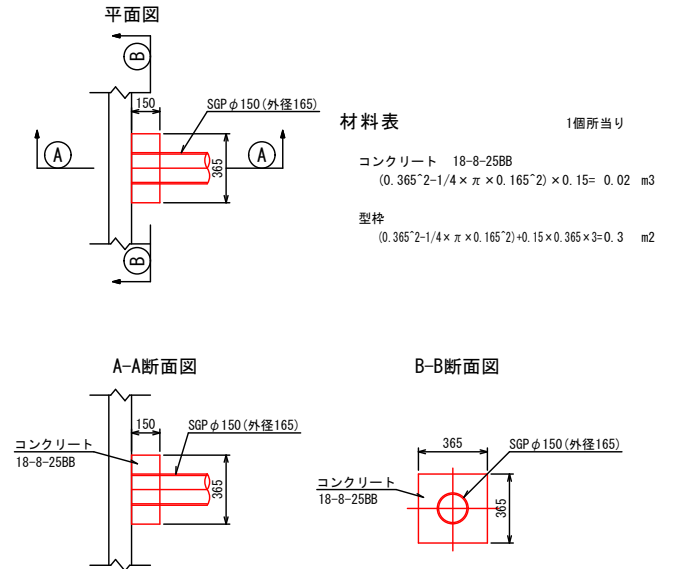 平面図
B
150
SGPφ150(外径165)
A
A
365
B
材料表
1個所当り
コンクリート 18-8-25BB
(0.365^2-1/4×π×0.165^2)×0.15= 0.02 m3
型枠
(0.365^2-1/4×π×0.165^2)+0.15×0.365×3=0.3 m2
A-A断面図
150
SGPφ150(外径165)
コンクリート
18-8-25BB
365
B-B断面図
365
SGPφ150(外径165)
コンクリート
18-8-25BB
365